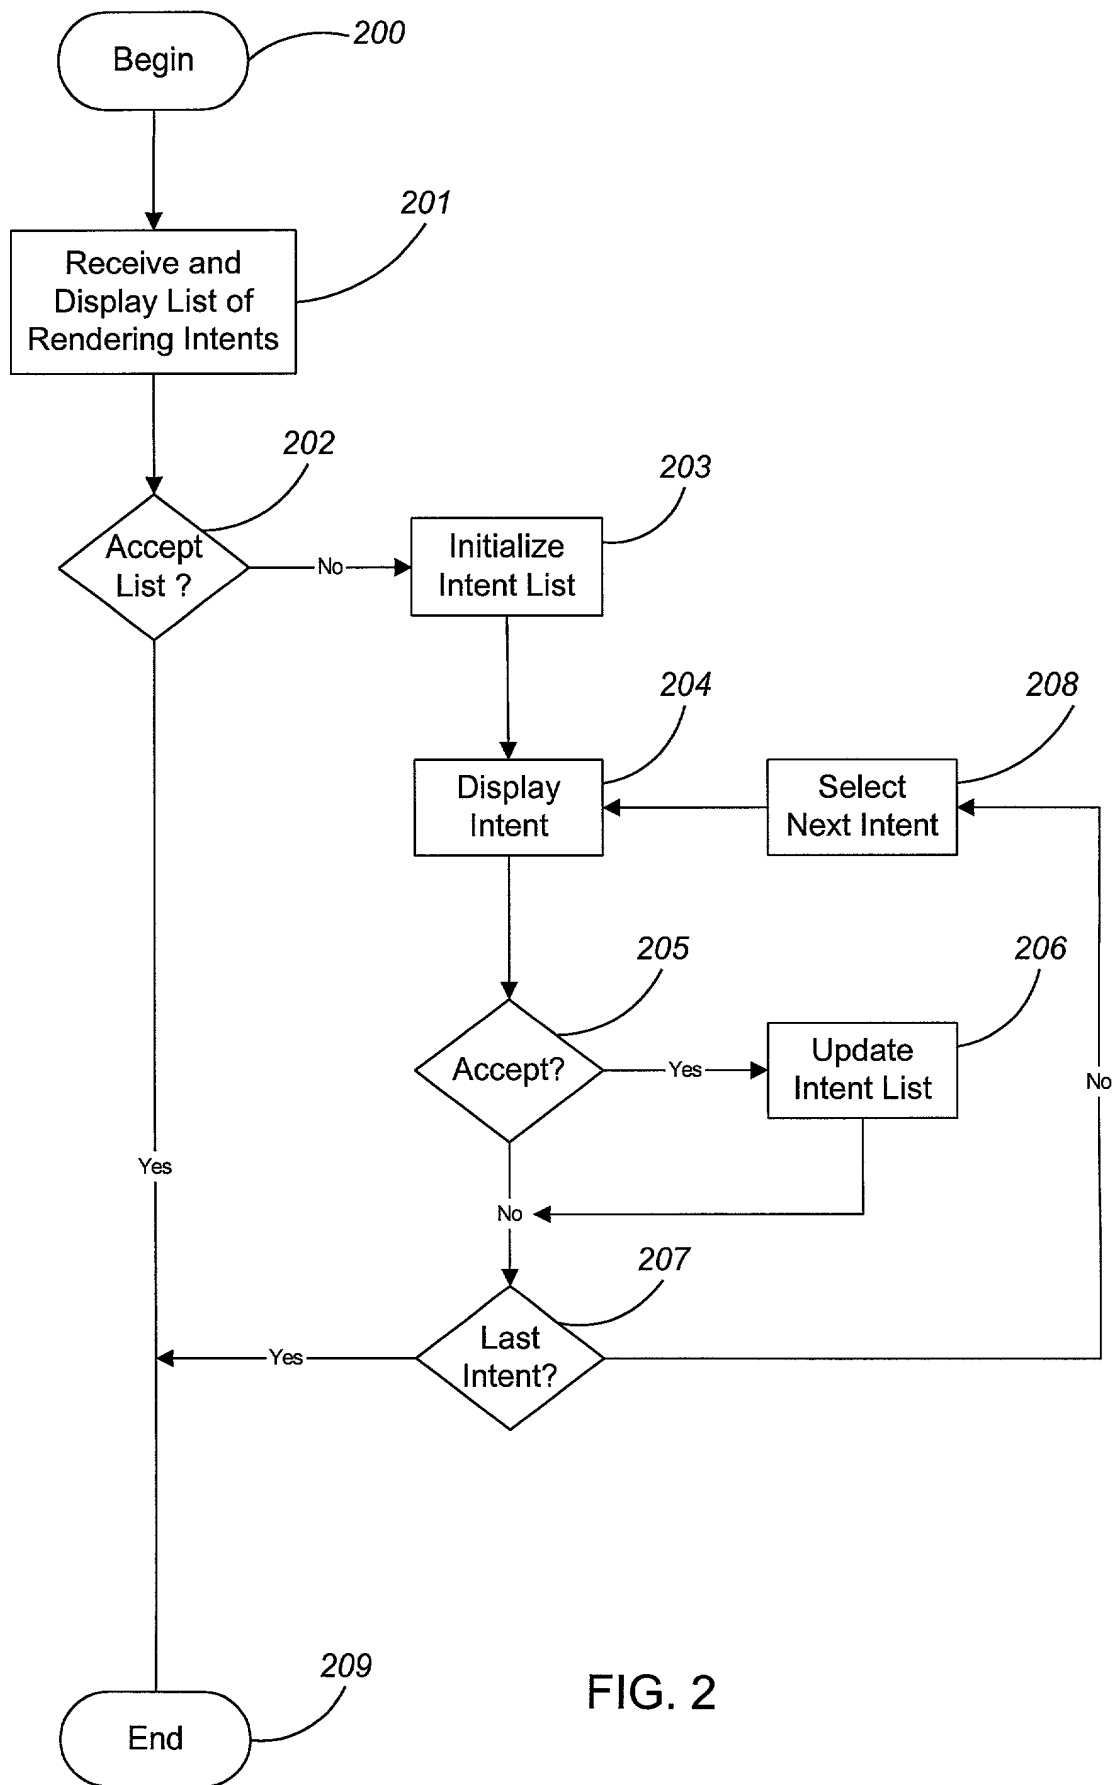 200
Begin
201
Receive and
Display List of
Rendering Intents
202
Accept
List ?
No
203
Initialize
Intent List
204
Display
Intent
208
Select
Next Intent
205
Accept?
Yes
206
Update
Intent List
No
Yes
No
207
Last
Intent?
Yes
209
End
FIG. 2